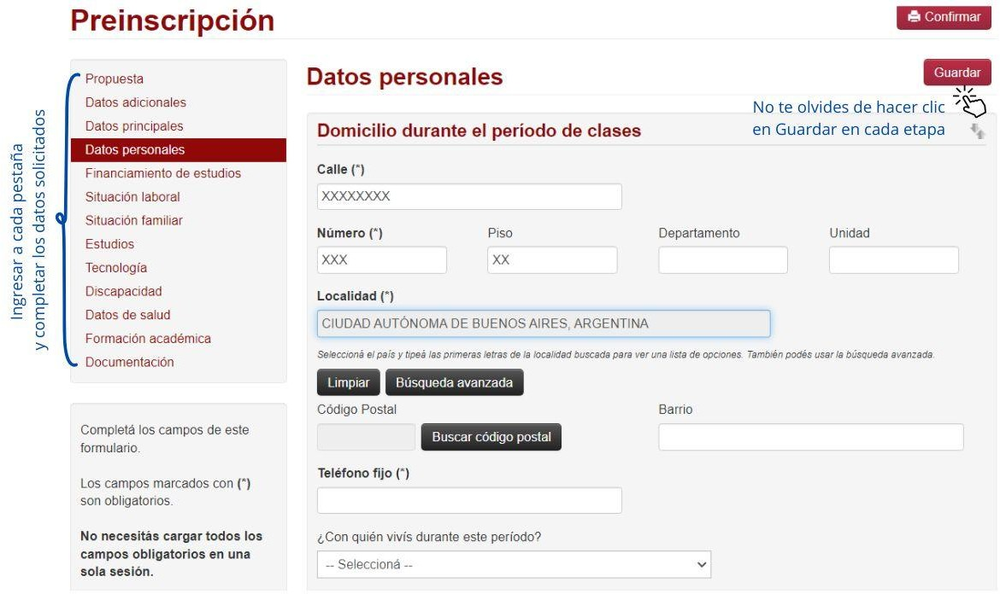 Preinscripción
Confirmar
Ingresar a cada pestaña
y completar los datos solicitados
Propuesta
Datos adicionales
Datos principales
Datos personales
Financiamiento de estudios
Situación laboral
Situación familiar
Estudios
Tecnología
Discapacidad
Datos de salud
Formación académica
Documentación
Completá los campos de este
formulario.
Los campos marcados con (*)
son obligatorios.
No necesitás cargar todos los
campos obligatorios en una
sola sesión.
Datos personales
Guardar
No te olvides de hacer clic
en Guardar en cada etapa
Domicilio durante el periodo de clases
Calle (*)
XXXXXXXX
Número (*) Piso Departamento Unidad
XXX XX
Localidad (*)
CIUDAD AUTÓNOMA DE BUENOS AIRES, ARGENTINA
Seleccioná el país y tipeá las primeras letras de la localidad buscada para ver una lista de opciones. También podés usar la búsqueda avanzada.
Limpiar Búsqueda avanzada
Código Postal Barrio
Buscar código postal
Teléfono fijo (*)
¿Con quién vivís durante este período?
-- Seleccioná --